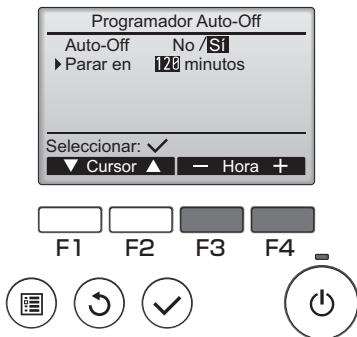 Programador Auto-Off
Auto-Off No / Sí
Parar en 120 minutos
Seleccionar: ✓
▼ Cursor ▲ — Hora +
F1 F2 F3 F4